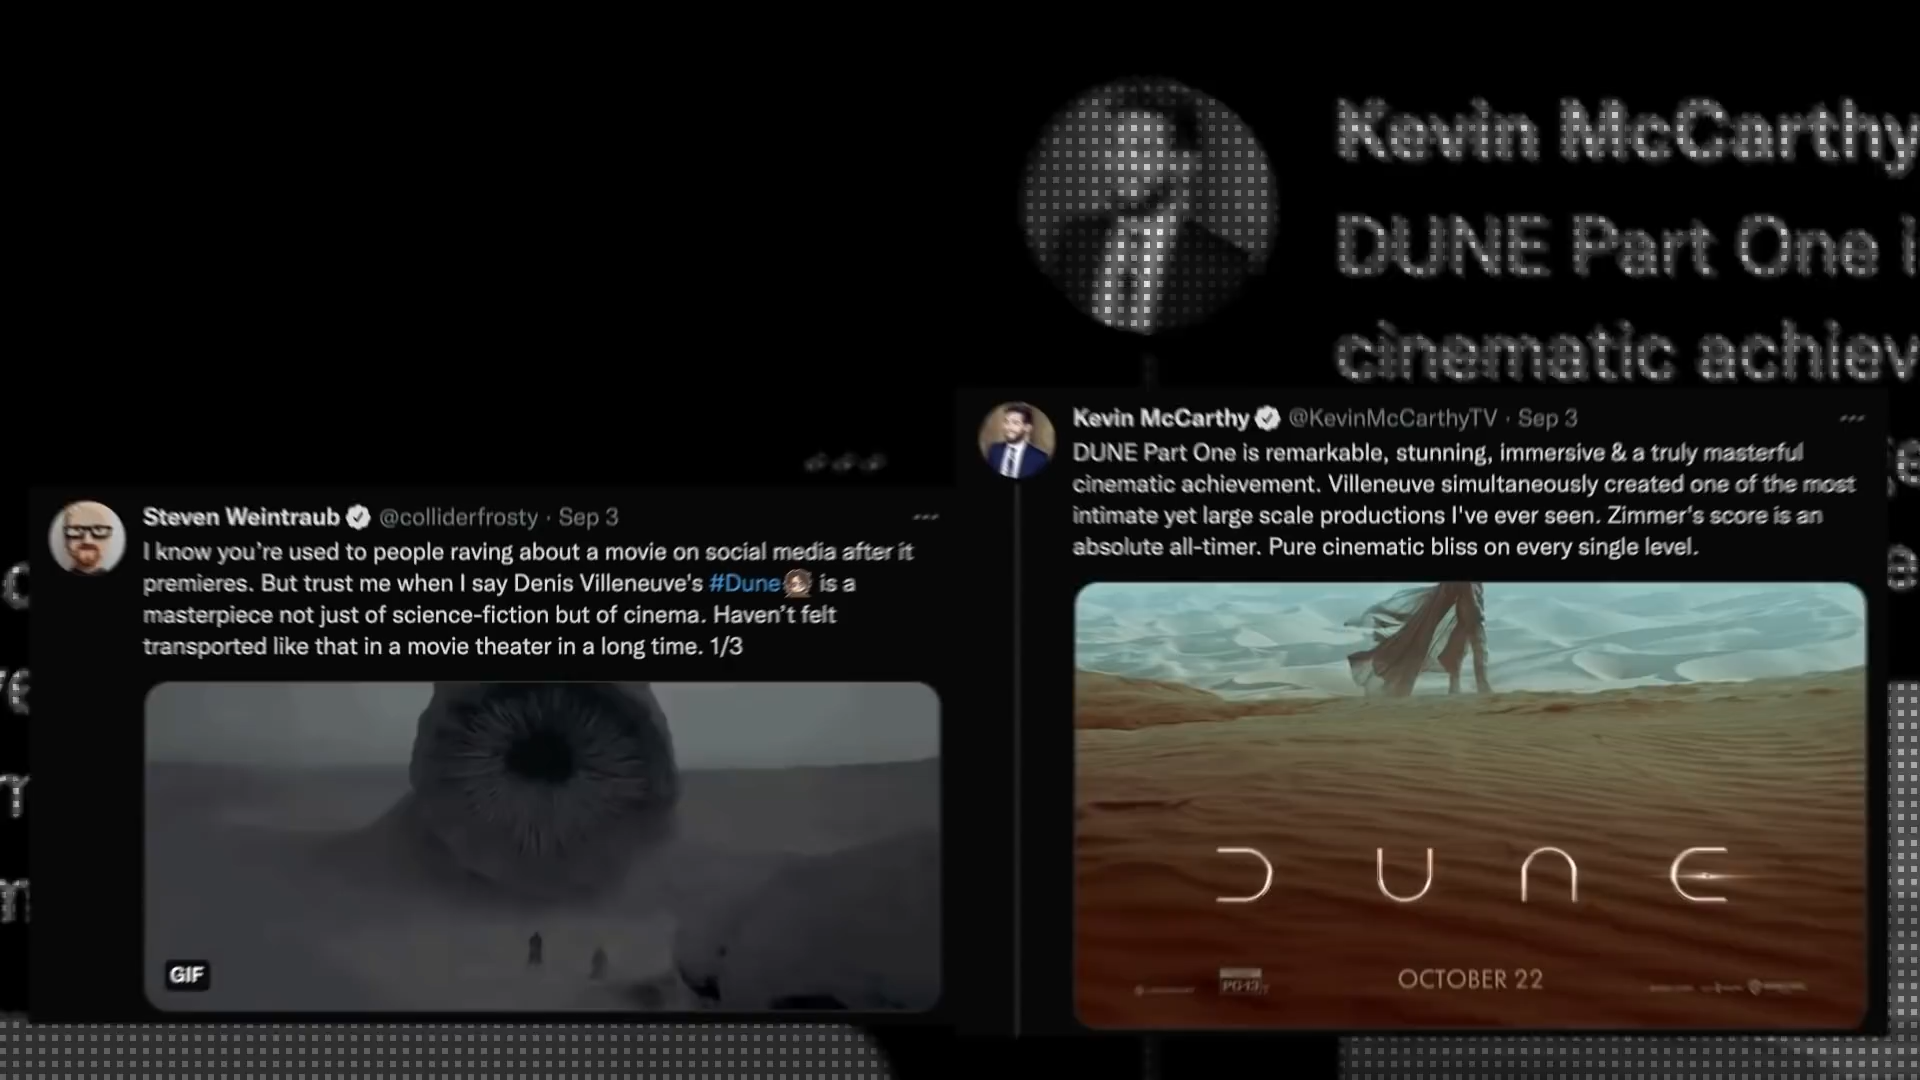 Kevin McCarthy
DUNE Part One
cinematic achiev
Steven Weintraub @colliderfrosty · Sep 3
I know you're used to people raving about a movie on social media after it
premieres. But trust me when I say Denis Villeneuve's #Dune is a
masterpiece not just of science-fiction but of cinema. Haven't felt
transported like that in a movie theater in a long time. 1/3
GIF
Kevin McCarthy @KevinMcCarthyTV · Sep 3
DUNE Part One is remarkable, stunning, immersive & a truly masterful
cinematic achievement. Villeneuve simultaneously created one of the most
intimate yet large scale productions I've ever seen. Zimmer's score is an
absolute all-timer. Pure cinematic bliss on every single level.
DUNE
PG-13
OCTOBER 22